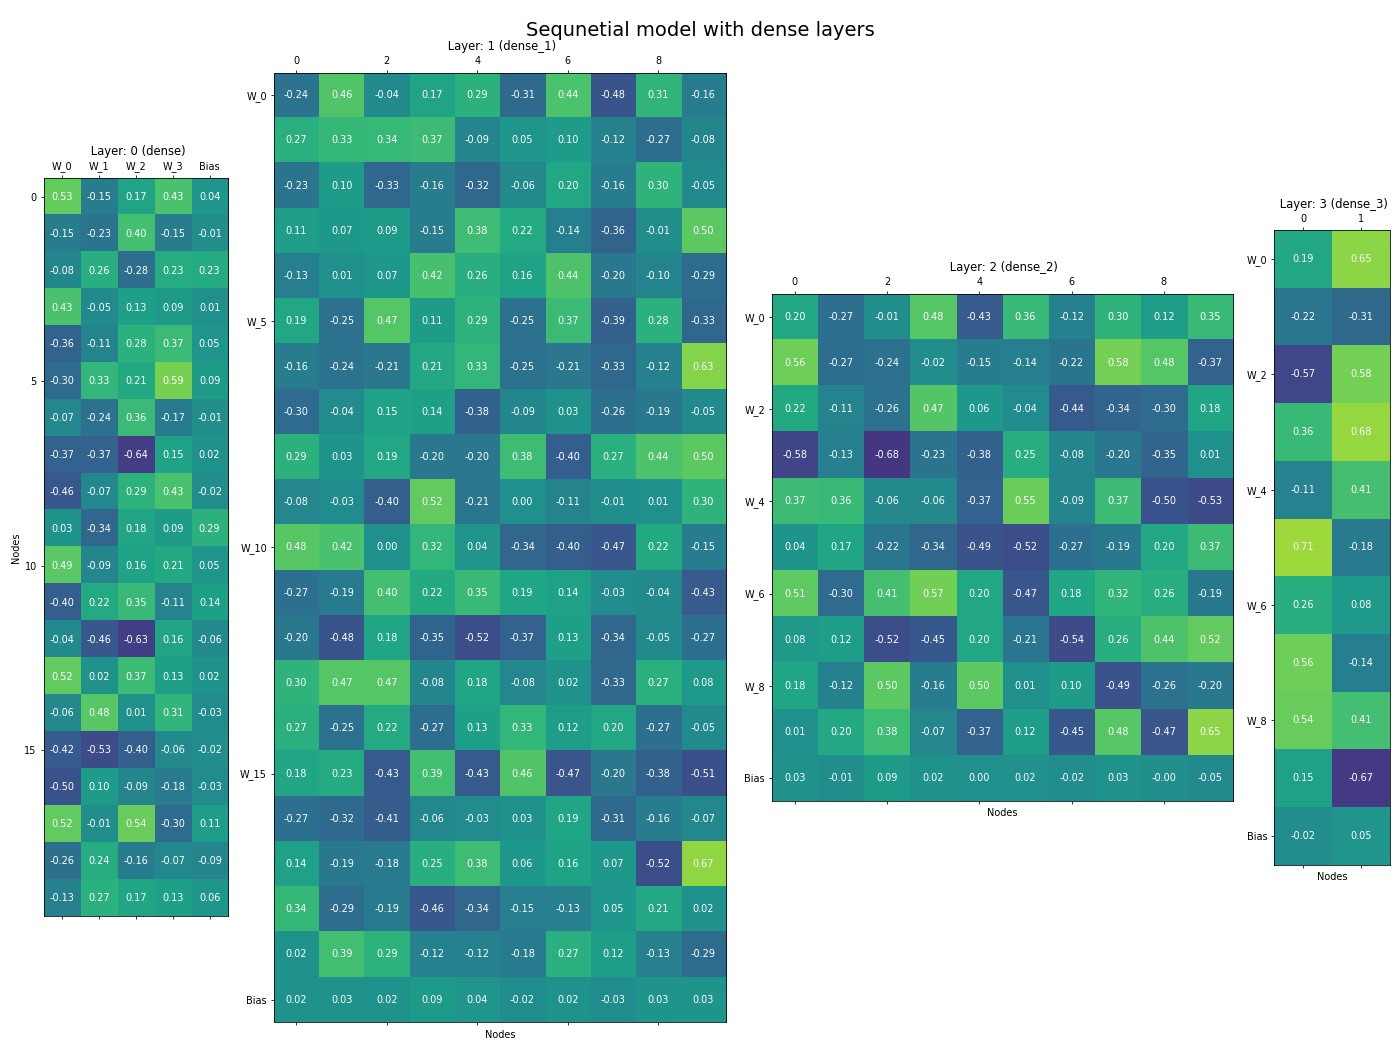 Sequnetial model with dense layers
Layer: 0 (dense)
W_0 W_1 W_2 W_3 Bias
0 0.53 -0.15 0.17 0.43 0.04
-0.15 -0.23 0.40 -0.15 -0.01
-0.08 0.26 -0.28 0.23 0.23
0.43 -0.05 0.13 0.09 0.01
-0.36 -0.11 0.28 0.37 0.05
5 -0.30 0.33 0.21 0.59 0.09
-0.07 -0.24 0.36 -0.17 -0.01
-0.37 -0.37 -0.64 0.15 0.02
-0.46 -0.07 0.29 0.43 -0.02
0.03 -0.34 0.18 0.09 0.29
Nodes
10 0.49 -0.09 0.16 0.21 0.05
-0.40 0.22 0.35 -0.11 0.14
-0.04 -0.46 -0.63 0.16 -0.06
0.52 0.02 0.37 0.13 0.02
-0.06 0.48 0.01 0.31 -0.03
15 -0.42 -0.53 -0.40 -0.06 -0.02
-0.50 0.10 -0.09 -0.18 -0.03
0.52 -0.01 0.54 -0.30 0.11
-0.26 0.24 -0.16 -0.07 -0.09
-0.13 0.27 0.17 0.13 0.06
Layer: 1 (dense_1)
0 2 4 6 8
W_0 -0.24 0.46 -0.04 0.17 0.29 -0.31 0.44 -0.48 0.31 -0.16
0.27 0.33 0.34 0.37 -0.09 0.05 0.10 -0.12 -0.27 -0.08
-0.23 0.10 -0.33 -0.16 -0.32 -0.06 0.20 -0.16 0.30 -0.05
0.11 0.07 0.09 -0.15 0.38 0.22 -0.14 -0.36 -0.01 0.50
-0.13 0.01 0.07 0.42 0.26 0.16 0.44 -0.20 -0.10 -0.29
W_5 0.19 -0.25 0.47 0.11 0.29 -0.25 0.37 -0.39 0.28 -0.33
-0.16 -0.24 -0.21 0.21 0.33 -0.25 -0.21 -0.33 -0.12 0.63
-0.30 -0.04 0.15 0.14 -0.38 -0.09 0.03 -0.26 -0.19 -0.05
0.29 0.03 0.19 -0.20 -0.20 0.38 -0.40 0.27 0.44 0.50
-0.08 -0.03 -0.40 0.52 -0.21 0.00 -0.11 -0.01 0.01 0.30
W_10 0.48 0.42 0.00 0.32 0.04 -0.34 -0.40 -0.47 0.22 -0.15
-0.27 -0.19 0.40 0.22 0.35 0.19 0.14 -0.03 -0.04 -0.43
-0.20 -0.48 0.18 -0.35 -0.52 -0.37 0.13 -0.34 -0.05 -0.27
0.30 0.47 0.47 -0.08 0.18 -0.08 0.02 -0.33 0.27 0.08
0.27 -0.25 0.22 -0.27 0.13 0.33 0.12 0.20 -0.27 -0.05
W_15 0.18 0.23 -0.43 0.39 -0.43 0.46 -0.47 -0.20 -0.38 -0.51
-0.27 -0.32 -0.41 -0.06 -0.03 0.03 0.19 -0.31 -0.16 -0.07
0.14 -0.19 -0.18 0.25 0.38 0.06 0.16 0.07 -0.52 0.67
0.34 -0.29 -0.19 -0.46 -0.34 -0.15 -0.13 0.05 0.21 0.02
0.02 0.39 0.29 -0.12 -0.12 -0.18 0.27 0.12 -0.13 -0.29
Bias 0.02 0.03 0.02 0.09 0.04 -0.02 0.02 -0.03 0.03 0.03
Nodes
Layer: 2 (dense_2)
0 2 4 6 8
W_0 0.20 -0.27 -0.01 0.48 -0.43 0.36 -0.12 0.30 0.12 0.35
0.56 -0.27 -0.24 -0.02 -0.15 -0.14 -0.22 0.58 0.48 -0.37
W_2 0.22 -0.11 -0.26 0.47 0.06 -0.04 -0.44 -0.34 -0.30 0.18
-0.58 -0.13 -0.68 -0.23 -0.38 0.25 -0.08 -0.20 -0.35 0.01
W_4 0.37 0.36 -0.06 -0.06 -0.37 0.55 -0.09 0.37 -0.50 -0.53
0.04 0.17 -0.22 -0.34 -0.49 -0.52 -0.27 -0.19 0.20 0.37
W_6 0.51 -0.30 0.41 0.57 0.20 -0.47 0.18 0.32 0.26 -0.19
0.08 0.12 -0.52 -0.45 0.20 -0.21 -0.54 0.26 0.44 0.52
W_8 0.18 -0.12 0.50 -0.16 0.50 0.01 0.10 -0.49 -0.26 -0.20
0.01 0.20 0.38 -0.07 -0.37 0.12 -0.45 0.48 -0.47 0.65
Bias 0.03 -0.01 0.09 0.02 0.00 0.02 -0.02 0.03 -0.00 -0.05
Nodes
Layer: 3 (dense_3)
0 1
W_0 0.19 0.65
-0.22 -0.31
W_2 -0.57 0.58
0.36 0.68
W_4 -0.11 0.41
0.71 -0.18
W_6 0.26 0.08
0.56 -0.14
W_8 0.54 0.41
0.15 -0.67
Bias -0.02 0.05
Nodes